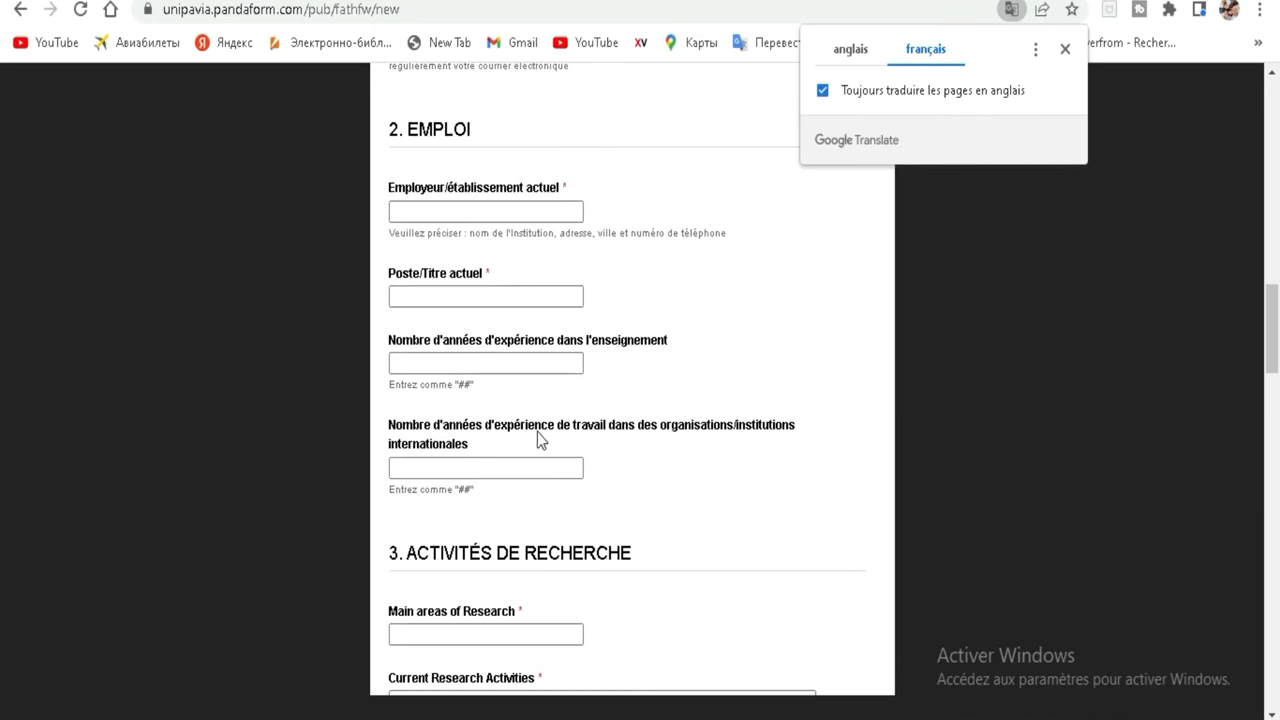 unipavia.pandaform.com/pub/fathfw/new
YouTube Авиабилеты Яндекс Электронно-библ... New Tab Gmail YouTube XV Карты Перевест erfrom - Recher... »
anglais français
Toujours traduire les pages en anglais
Google Translate
régulièrement votre courrier électronique
2. EMPLOI
Employeur/établissement actuel *
Veuillez préciser : nom de l'Institution, adresse, ville et numéro de téléphone
Poste/Titre actuel *
Nombre d'années d'expérience dans l'enseignement
Entrez comme "##"
Nombre d'années d'expérience de travail dans des organisations/institutions
internationales
Entrez comme "##"
3. ACTIVITÉS DE RECHERCHE
Main areas of Research *
Current Research Activities *
Activer Windows
Accédez aux paramètres pour activer Windows.